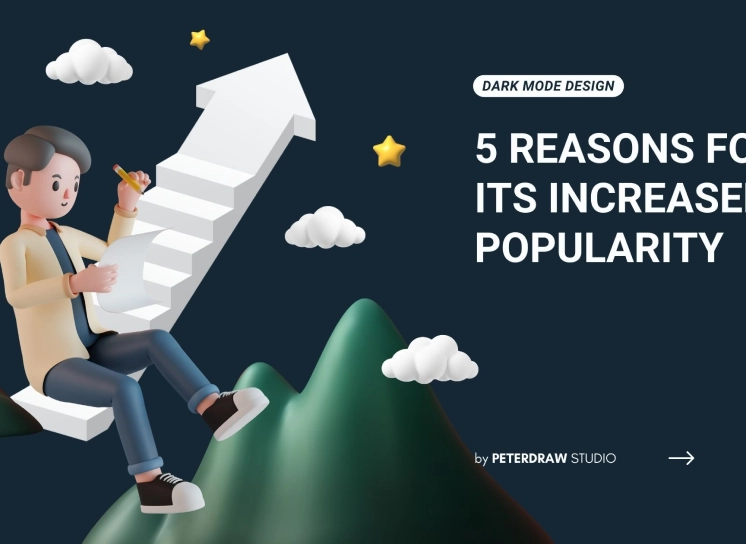 DARK MODE DESIGN
5 REASONS FO
ITS INCREASE
POPULARITY
by PETERDRAW STUDIO